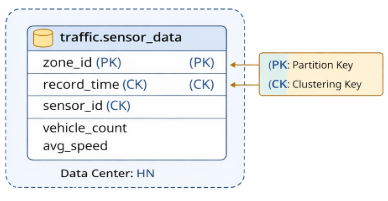 traffic.sensor_data
zone_id (PK) (PK)
record_time (CK) (CK)
sensor_id (CK)
vehicle_count
avg_speed
Data Center: HN
(PK: Partition Key
(CK: Clustering Key